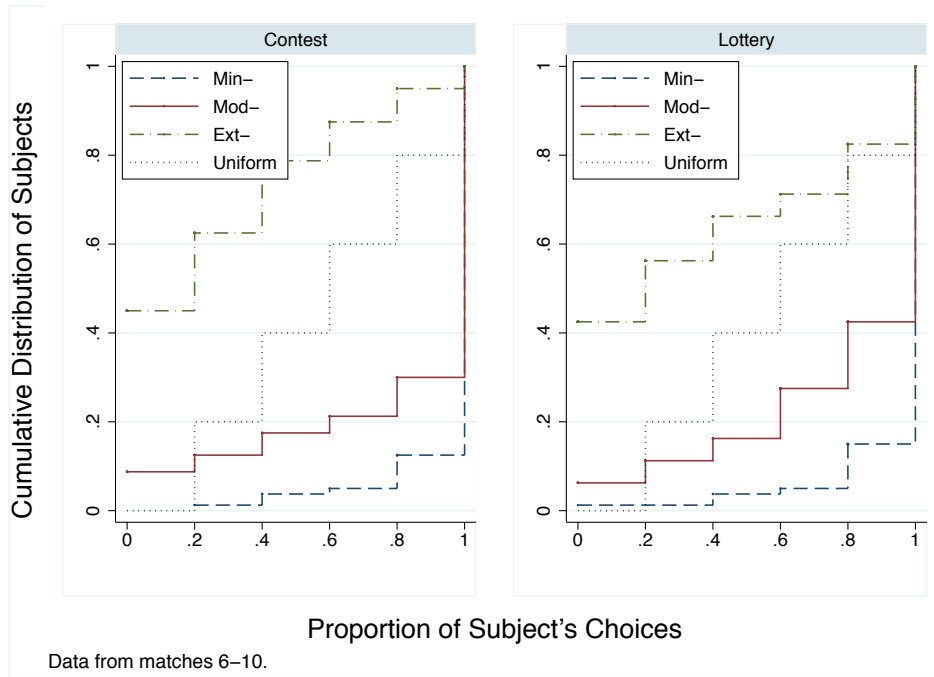 Contest
Lottery
Cumulative Distribution of Subjects
1
.8
.6
.4
.2
0
Min–
Mod–
Ext–
Uniform
0 .2 .4 .6 .8 1
1
.8
.6
.4
.2
0
Min–
Mod–
Ext–
Uniform
0 .2 .4 .6 .8 1
Proportion of Subject's Choices
Data from matches 6–10.